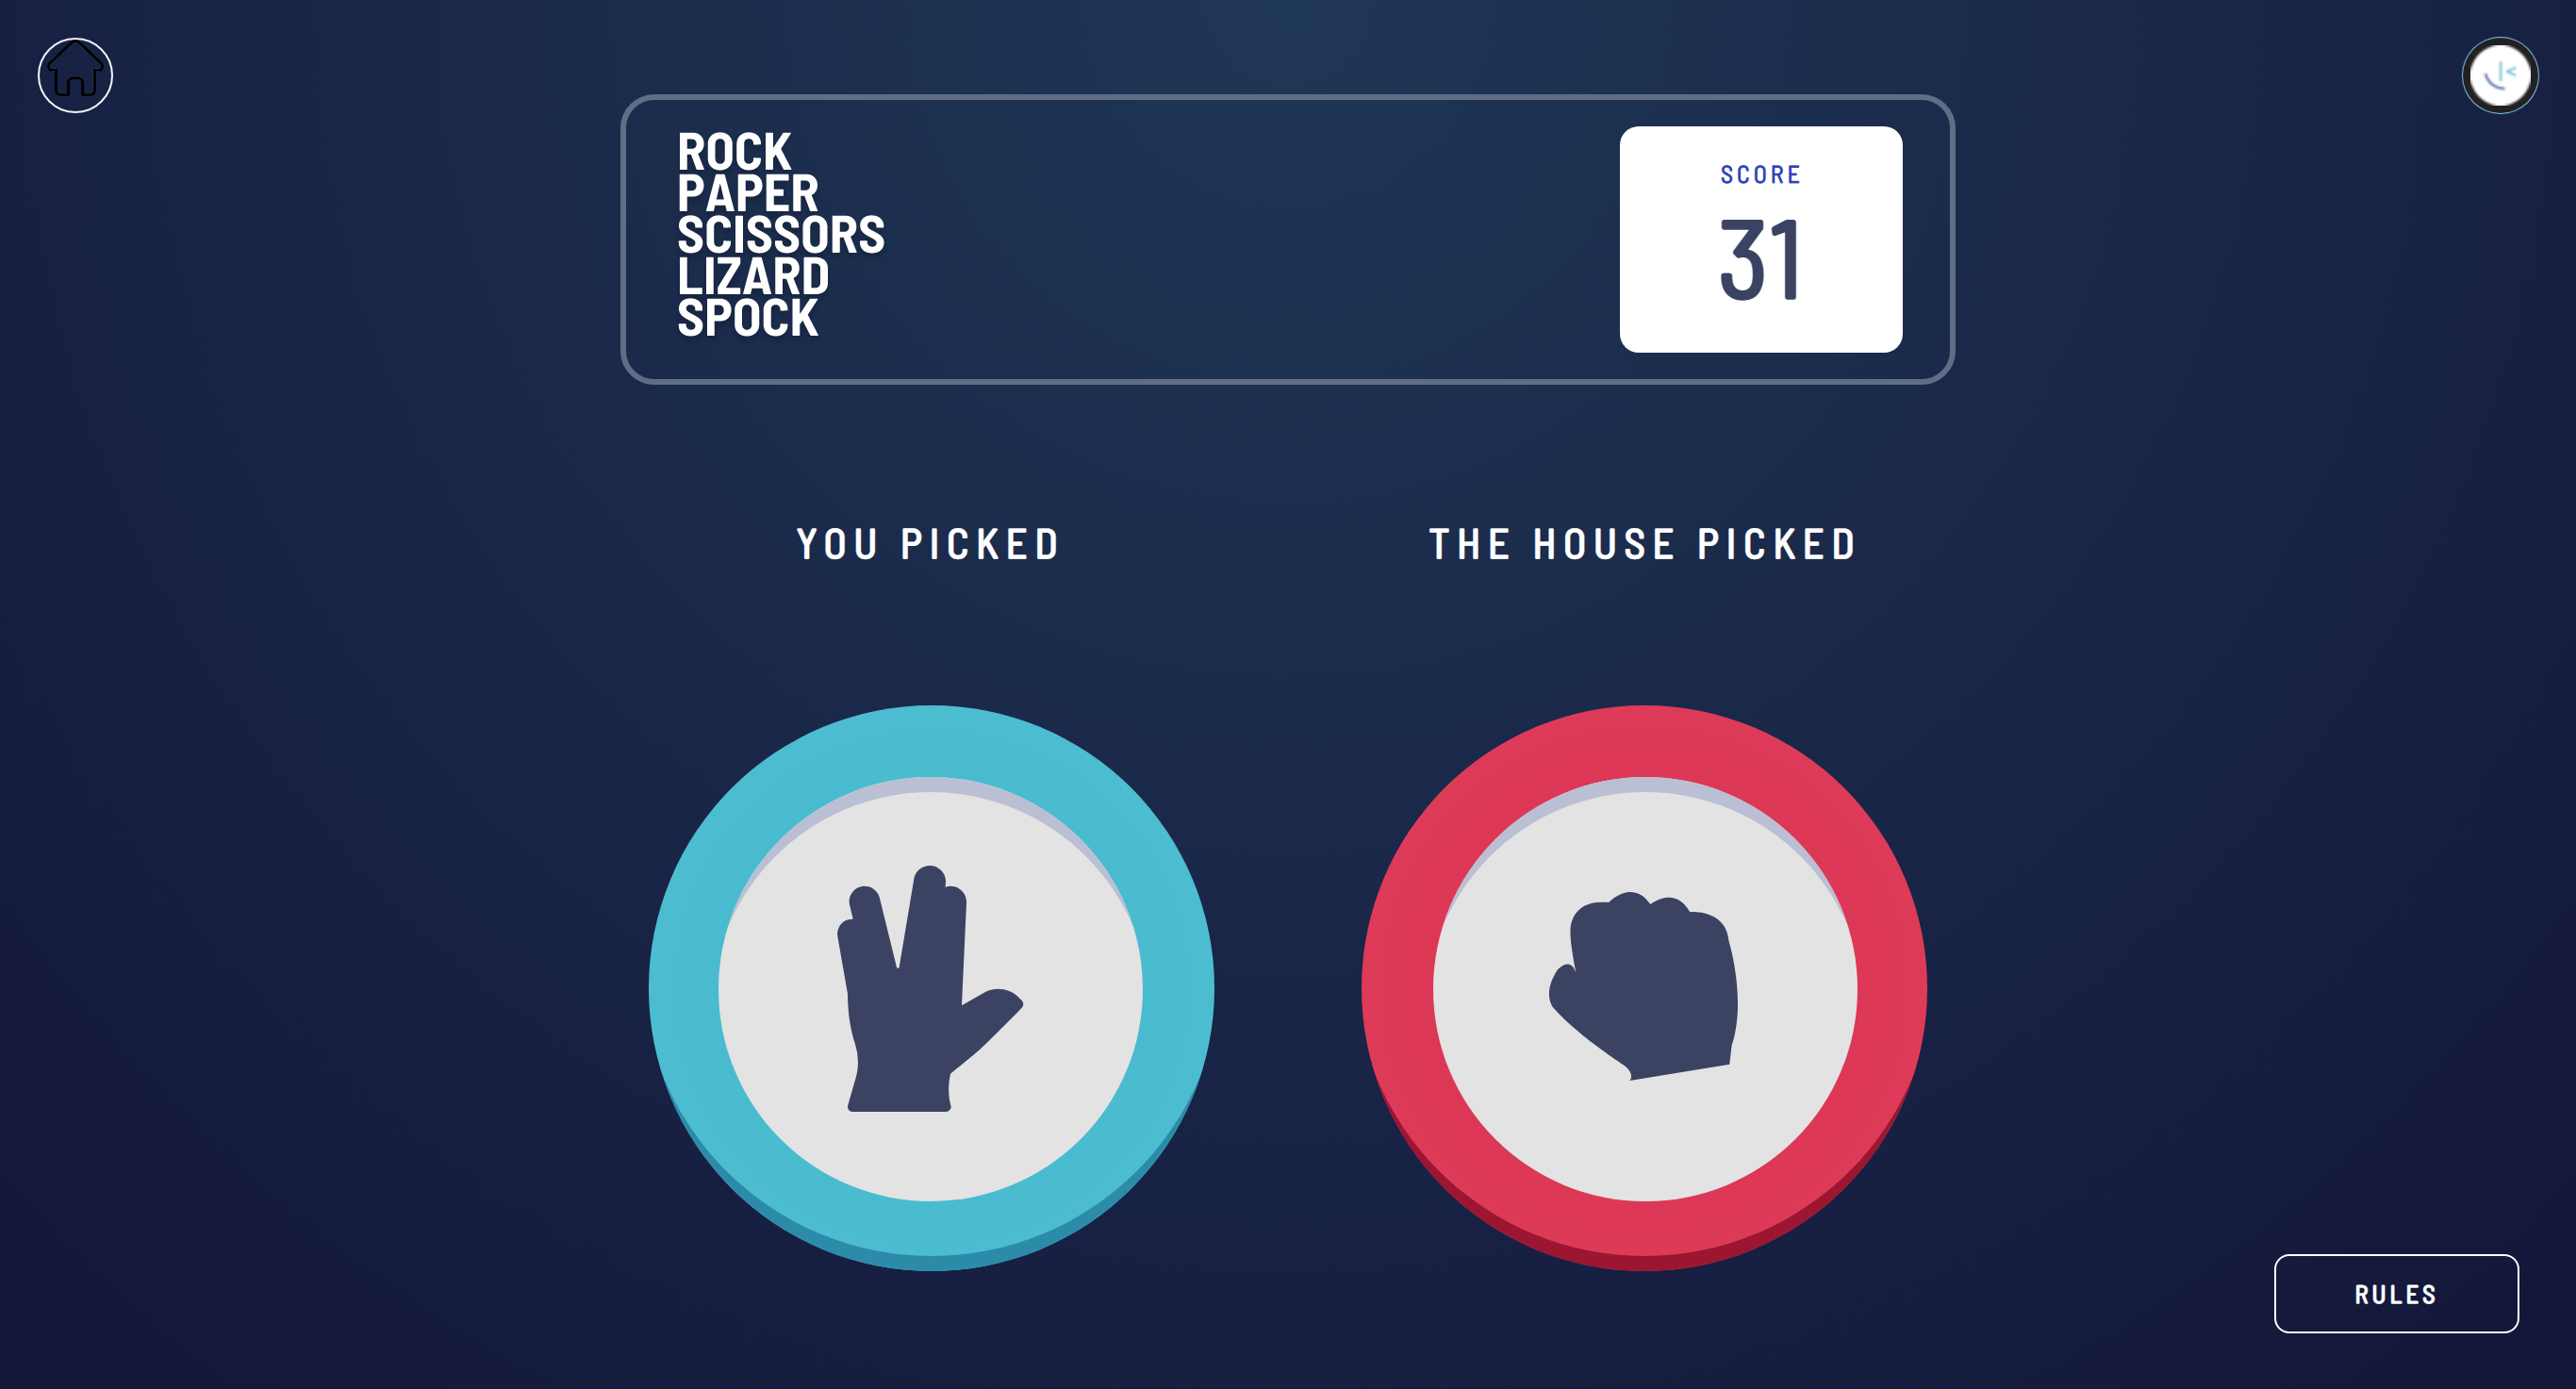 ROCK
PAPER
SCISSORS
LIZARD
SPOCK
SCORE
31
YOU PICKED
THE HOUSE PICKED
RULES